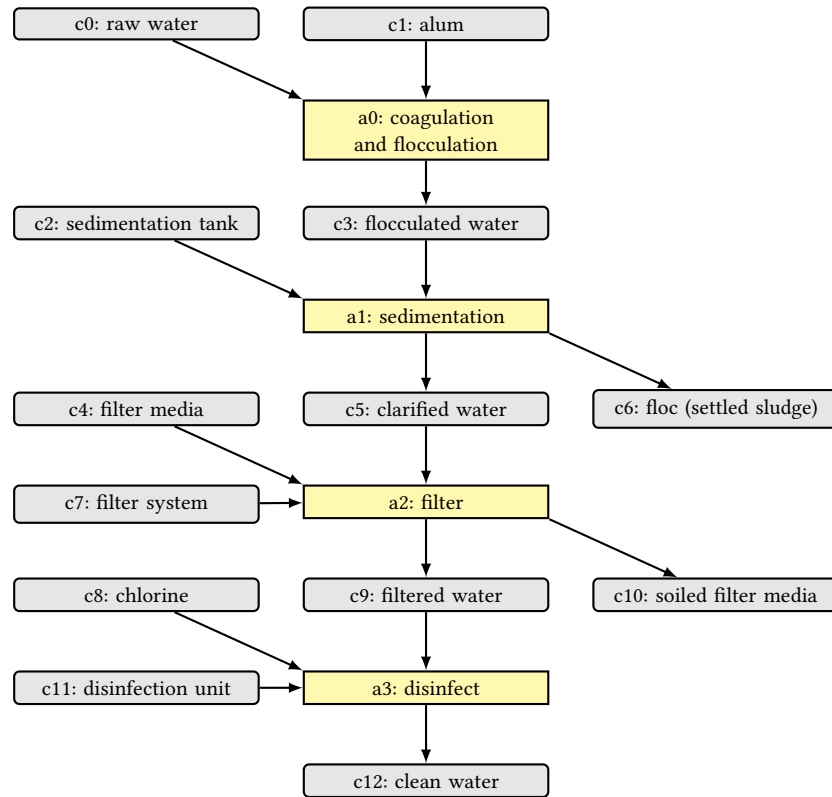 c0: raw water
c1: alum
a0: coagulation
and flocculation
c2: sedimentation tank
c3: flocculated water
a1: sedimentation
c4: filter media
c5: clarified water
c6: floc (settled sludge)
c7: filter system
a2: filter
c8: chlorine
c9: filtered water
c10: soiled filter media
c11: disinfection unit
a3: disinfect
c12: clean water